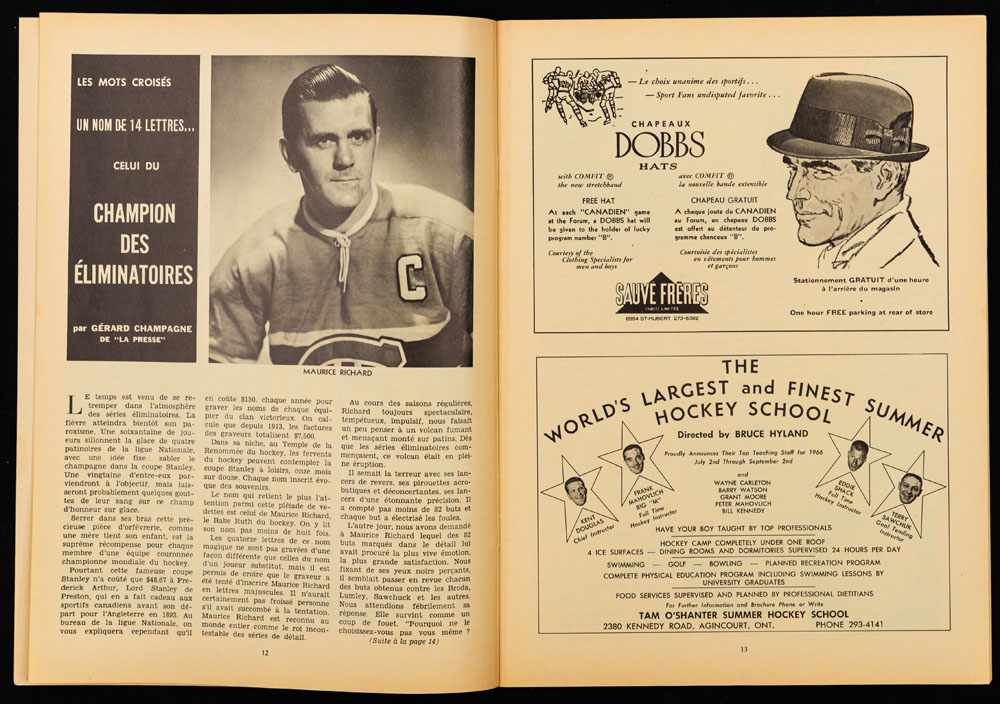 LES MOTS CROISÉS
UN NOM DE 14 LETTRES...
CELUI DU
CHAMPION
DES
ÉLIMINATOIRES
par GÉRARD CHAMPAGNE
DE "LA PRESSE"
C
MAURICE RICHARD
LE temps est venu de se re-
tremper dans l'atmosphère
des séries éliminatoires. La
fièvre atteindra bientôt son pa-
roxisme. Une soixantaine de jou-
eurs sillonnent la glace de quatre
patinoires de la ligue Nationale,
avec une idée fixe: sabler le
champagne dans la coupe Stanley.
Une vingtaine d'entre-eux par-
viendront à l'objectif, mais lais-
seront probablement quelques gout-
tes de leur sang sur ce champ
d'honneur sur glace.
Serrer dans ses bras cette pré-
cieuse pièce d'orfèvrerie, comme
une mère tient son enfant, est la
suprême récompense pour chaque
membre d'une équipe couronnée
championne mondiale du hockey.
Pourtant cette fameuse coupe
Stanley n'a coûté que $48.67 à Fre-
derick Arthur, Lord Stanley de
Preston, qui en a fait cadeau aux
sportifs canadiens avant son dé-
part pour l'Angleterre en 1893. Au
bureau de la ligue Nationale, on
vous expliquera cependant qu'il
en coûte $150. chaque année pour
graver les noms de chaque équi-
pier du clan victorieux. On cal-
cule que depuis 1913, les factures
des graveurs totalisent $7,500.
Dans sa niche, au Temple de la
Renommée du hockey, les fervents
du hockey peuvent contempler la
coupe Stanley à loisirs, onze mois
sur douze. Chaque nom inscrit évo-
que des souvenirs.
Le nom qui retient le plus l'at-
tention parmi cette pléiade de ve-
dettes est celui de Maurice Richard,
le Babe Ruth du hockey. On y lit
son nom pas moins de huit fois.
Les quatorze lettres de ce nom
magique ne sont pas gravées d'une
façon différente que celles du nom
d'un joueur substitut, mais il est
permis de croire que le graveur a
été tenté d'inscrire Maurice Richard
en lettres majuscules. Il n'aurait
certainement pas froissé personne
s'il avait succombé à la tentation.
Maurice Richard est reconnu au
monde entier comme le roi incon-
testable des séries de détail.
Au cours des saisons régulières,
Richard toujours spectaculaire,
tempétueux, impulsif, nous faisait
un peu penser à un volcan fumant
et menaçant monté sur patins. Dès
que les séries éliminatoires com-
mençaient, ce volcan était en plei-
ne éruption.
Il semait la terreur avec ses lan-
cers de revers, ses pirouettes acro-
batiques et déconcertantes, ses lan-
cers d'une étonnante précision. Il
a compté pas moins de 82 buts et
chaque but a électrisé les foules.
L'autre jour, nous avons demandé
à Maurice Richard lequel des 82
buts marqués dans le détail lui
avait procuré la plus vive émotion,
la plus grande satisfaction. Nous
fixant de ses yeux noirs perçants,
il semblait passer en revue chacun
des buts obtenus contre les Broda,
Lumley, Sawchuck et les autres.
Nous attendions fébrilement sa
réponse. Elle survint comme un
coup de fouet. "Pourquoi ne le
choisissez-vous pas vous même ?
(Suite à la page 14)
12
— Le choix unanime des sportifs...
— Sport Fans undisputed favorite...
CHAPEAUX
DOBBS
HATS
with COMFIT ®
the new stretchband
FREE HAT
At each "CANADIEN" game
at the Forum, a DOBBS hat will
be given to the holder of lucky
program number "B".
Courtesy of the
Clothing Specialists for
men and boys
avec COMFIT ®
la nouvelle bande extensible
CHAPEAU GRATUIT
A chaque joute du CANADIEN
au Forum, un chapeau DOBBS
est offert au détenteur du pro-
gramme chanceux "B".
Courtoisie des spécialistes
en vêtements pour hommes
et garçons
SAUVÉ FRÈRES
(1957) LIMITÉE
6554 ST-HUBERT 272-6392
Stationnement GRATUIT d'une heure
à l'arrière du magasin
One hour FREE parking at rear of store
THE
WORLD'S LARGEST and FINEST SUMMER
HOCKEY SCHOOL
Directed by BRUCE HYLAND
Proudly Announces Their Top Teaching Staff for 1966
July 2nd Through September 2nd
and
WAYNE CARLETON
BARRY WATSON
GRANT MOORE
PETER MAHOVLICH
BILL KENNEDY
KENT
DOUGLAS
Chief Instructor
FRANK
MAHOVLICH
BIG "M"
Full Time
Hockey Instructor
EDDIE
SHACK
Full Time
Hockey Instructor
TERRY
SAWCHUK
Goal Tending
Instructor
HAVE YOUR BOY TAUGHT BY TOP PROFESSIONALS
HOCKEY CAMP COMPLETELY UNDER ONE ROOF
4 ICE SURFACES — DINING ROOMS AND DORMITORIES SUPERVISED 24 HOURS PER DAY
SWIMMING — GOLF — BOWLING — PLANNED RECREATION PROGRAM
COMPLETE PHYSICAL EDUCATION PROGRAM INCLUDING SWIMMING LESSONS BY
UNIVERSITY GRADUATES
FOOD SERVICES SUPERVISED AND PLANNED BY PROFESSIONAL DIETITIANS
For Further Information and Brochure Phone or Write
TAM O'SHANTER SUMMER HOCKEY SCHOOL
2380 KENNEDY ROAD, AGINCOURT, ONT. PHONE 293-4141
13